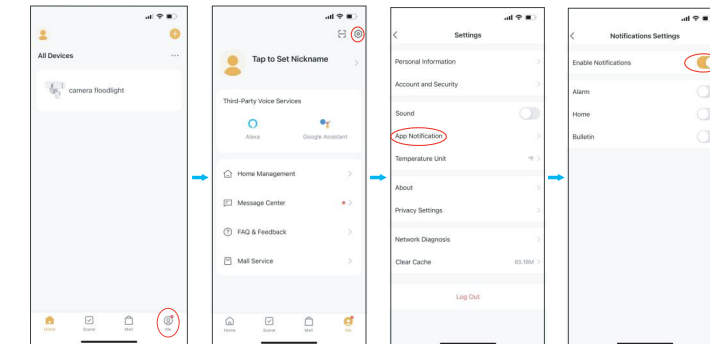 All Devices
camera floodlight
Home
Scene
Mall
Me
Tap to Set Nickname
Third-Party Voice Services
Alexa
Google Assistant
Home Management
Message Center
FAQ & Feedback
Mall Service
Home
Scene
Mall
Me
Settings
Personal Information
Account and Security
Sound
App Notification
Temperature Unit
°F
About
Privacy Settings
Network Diagnosis
Clear Cache
65.18M
Log Out
Notifications Settings
Enable Notifications
Alarm
Home
Bulletin